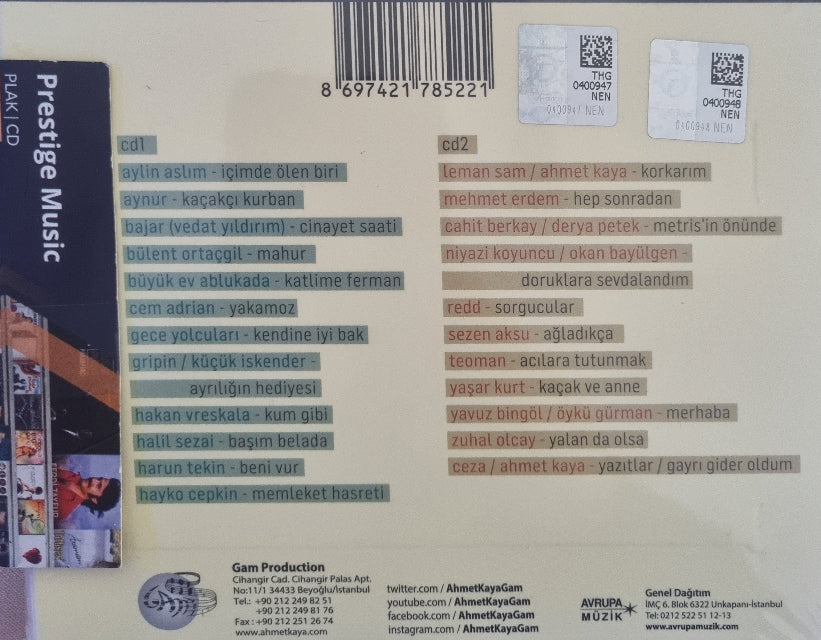 8 697421 785221
THG
0400947
NEN
0400947 NEN
THG
0400948
NEN
0400948 NEN
Prestige Music
PLAK | CD
cd1
aylin aslım - içimde ölen biri
aynur - kaçakçı kurban
bajar (vedat yıldırım) - cinayet saati
bülent ortaçgil - mahur
büyük ev ablukada - katlime ferman
cem adrian - yakamoz
gece yolcuları - kendine iyi bak
gripin / küçük iskender -
ayrılığın hediyesi
hakan vreskala - kum gibi
halil sezai - başım belada
harun tekin - beni vur
hayko cepkin - memleket hasreti
cd2
leman sam / ahmet kaya - korkarım
mehmet erdem - hep sonradan
cahit berkay / derya petek - metris'in önünde
niyazi koyuncu / okan bayülgen -
doruklara sevdalandım
redd - sorgucular
sezen aksu - ağladıkça
teoman - acılara tutunmak
yaşar kurt - kaçak ve anne
yavuz bingöl / öykü gürman - merhaba
zuhal olcay - yalan da olsa
ceza / ahmet kaya - yazıtlar / gayrı gider oldum
Gam Production
Cihangir Cad. Cihangir Palas Apt.
No:11/1 34433 Beyoğlu/İstanbul
Tel.: +90 212 249 82 51
+90 212 249 81 76
Fax : +90 212 251 26 74
www.ahmetkaya.com
twitter.com / AhmetKayaGam
youtube.com / AhmetKayaGam
facebook.com / AhmetKayaGam
instagram.com / AhmetKayaGam
AVRUPA
MÜZİK
Genel Dağıtım
İMÇ 6. Blok 6322 Unkapanı-İstanbul
Tel: 0212 522 51 12-13
www.avrupamuzik.com